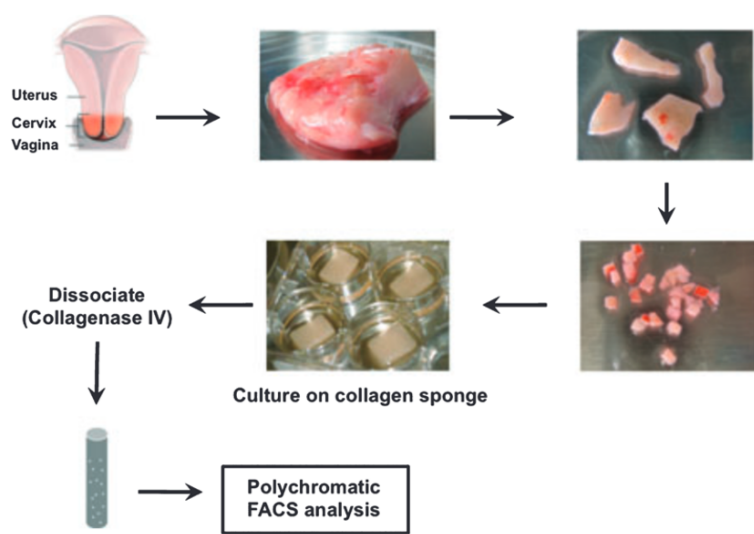 Uterus
Cervix
Vagina
Dissociate
(Collagenase IV)
Culture on collagen sponge
Polychromatic
FACS analysis